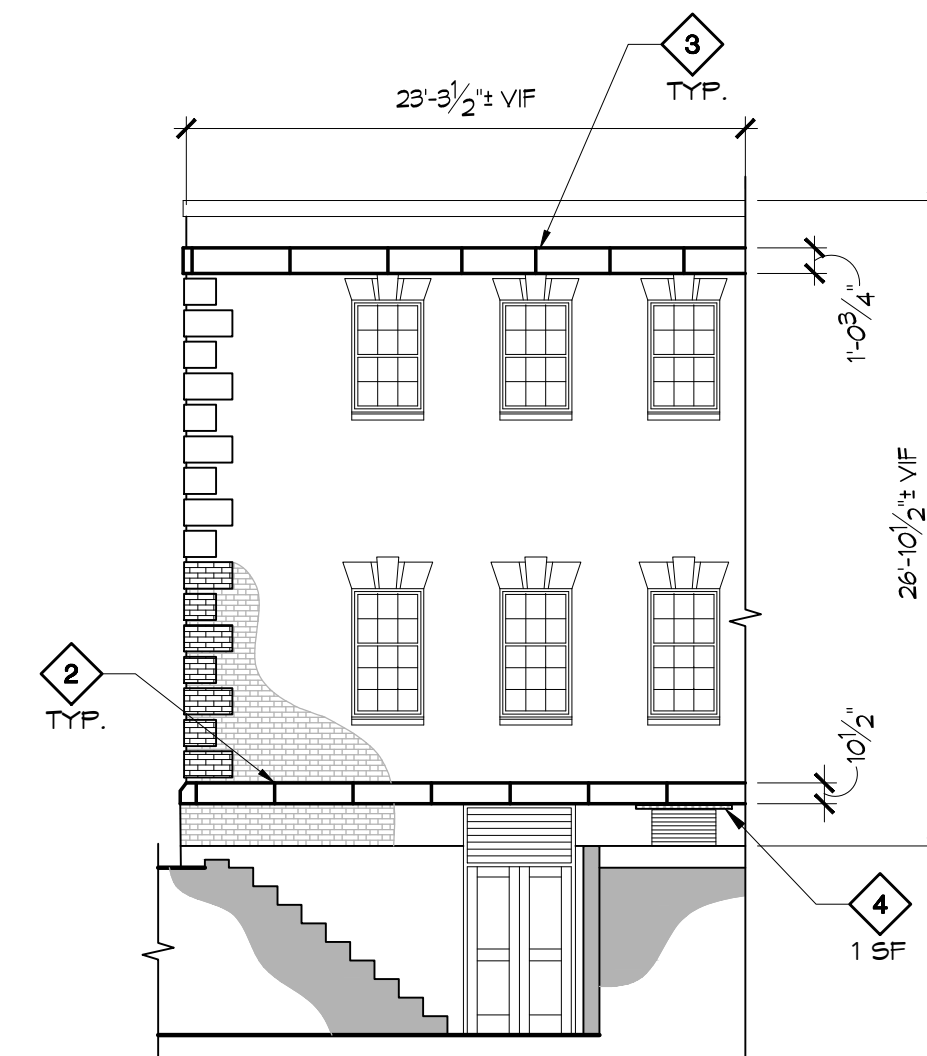 3
TYP.
23'-3½"± VIF
1'-0¾"
26'-10½"± VIF
2
TYP.
10½"
4
1 SF